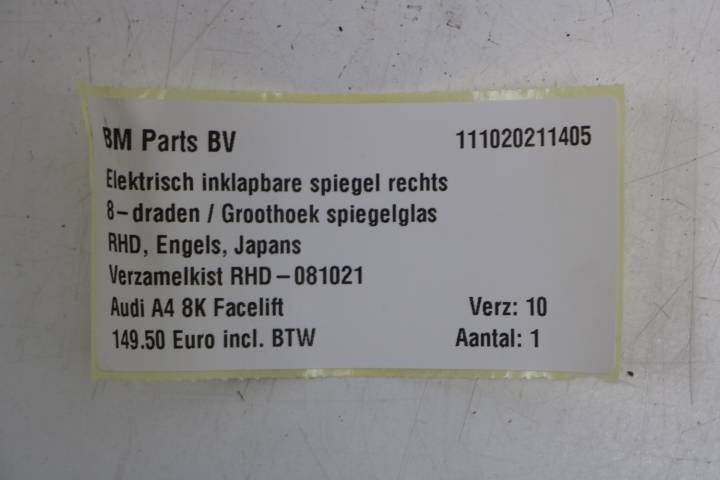 BM Parts BV 111020211405
Elektrisch inklapbare spiegel rechts
8-draden / Groothoek spiegelglas
RHD, Engels, Japans
Verzamelkist RHD-081021
Audi A4 8K Facelift Verz: 10
149.50 Euro incl. BTW Aantal: 1